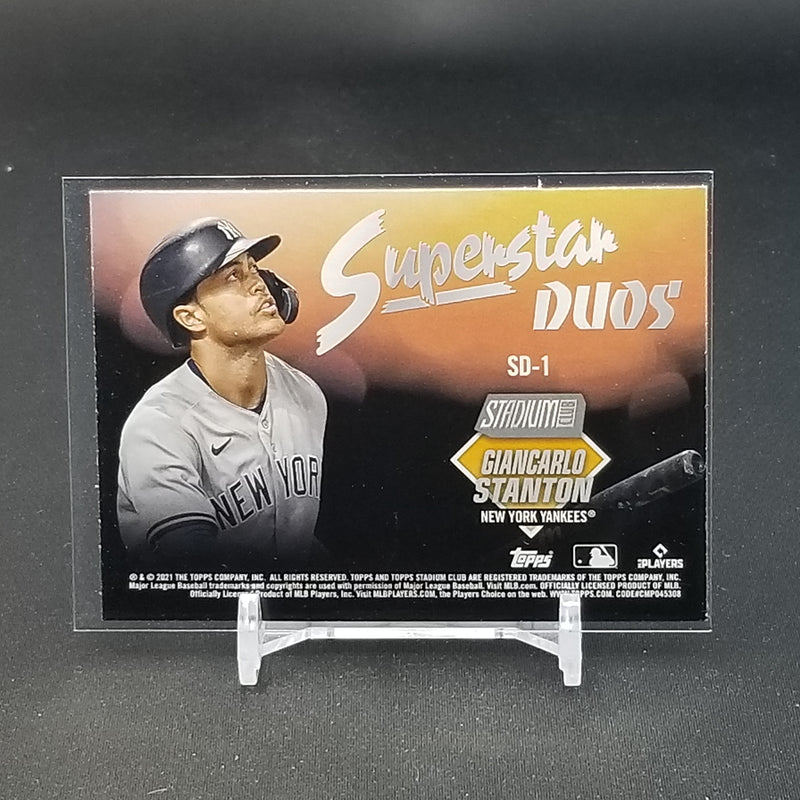 NY
Superstar
DUOS
SD-1
STADIUM CLUB
GIANCARLO
STANTON
NEW YORK YANKEES®
NEW YOR
Topps
PLAYERS
® & © 2021 THE TOPPS COMPANY, INC. ALL RIGHTS RESERVED. TOPPS AND TOPPS STADIUM CLUB ARE REGISTERED TRADEMARKS OF THE TOPPS COMPANY, INC.
Major League Baseball trademarks and copyrights are used with permission of Major League Baseball. Visit MLB.com. OFFICIALLY LICENSED PRODUCT OF MLB.
Officially Licensed Product of MLB Players, Inc. Visit MLBPLAYERS.COM, the Players Choice on the web. WWW.TOPPS.COM. CODE#CMP045308